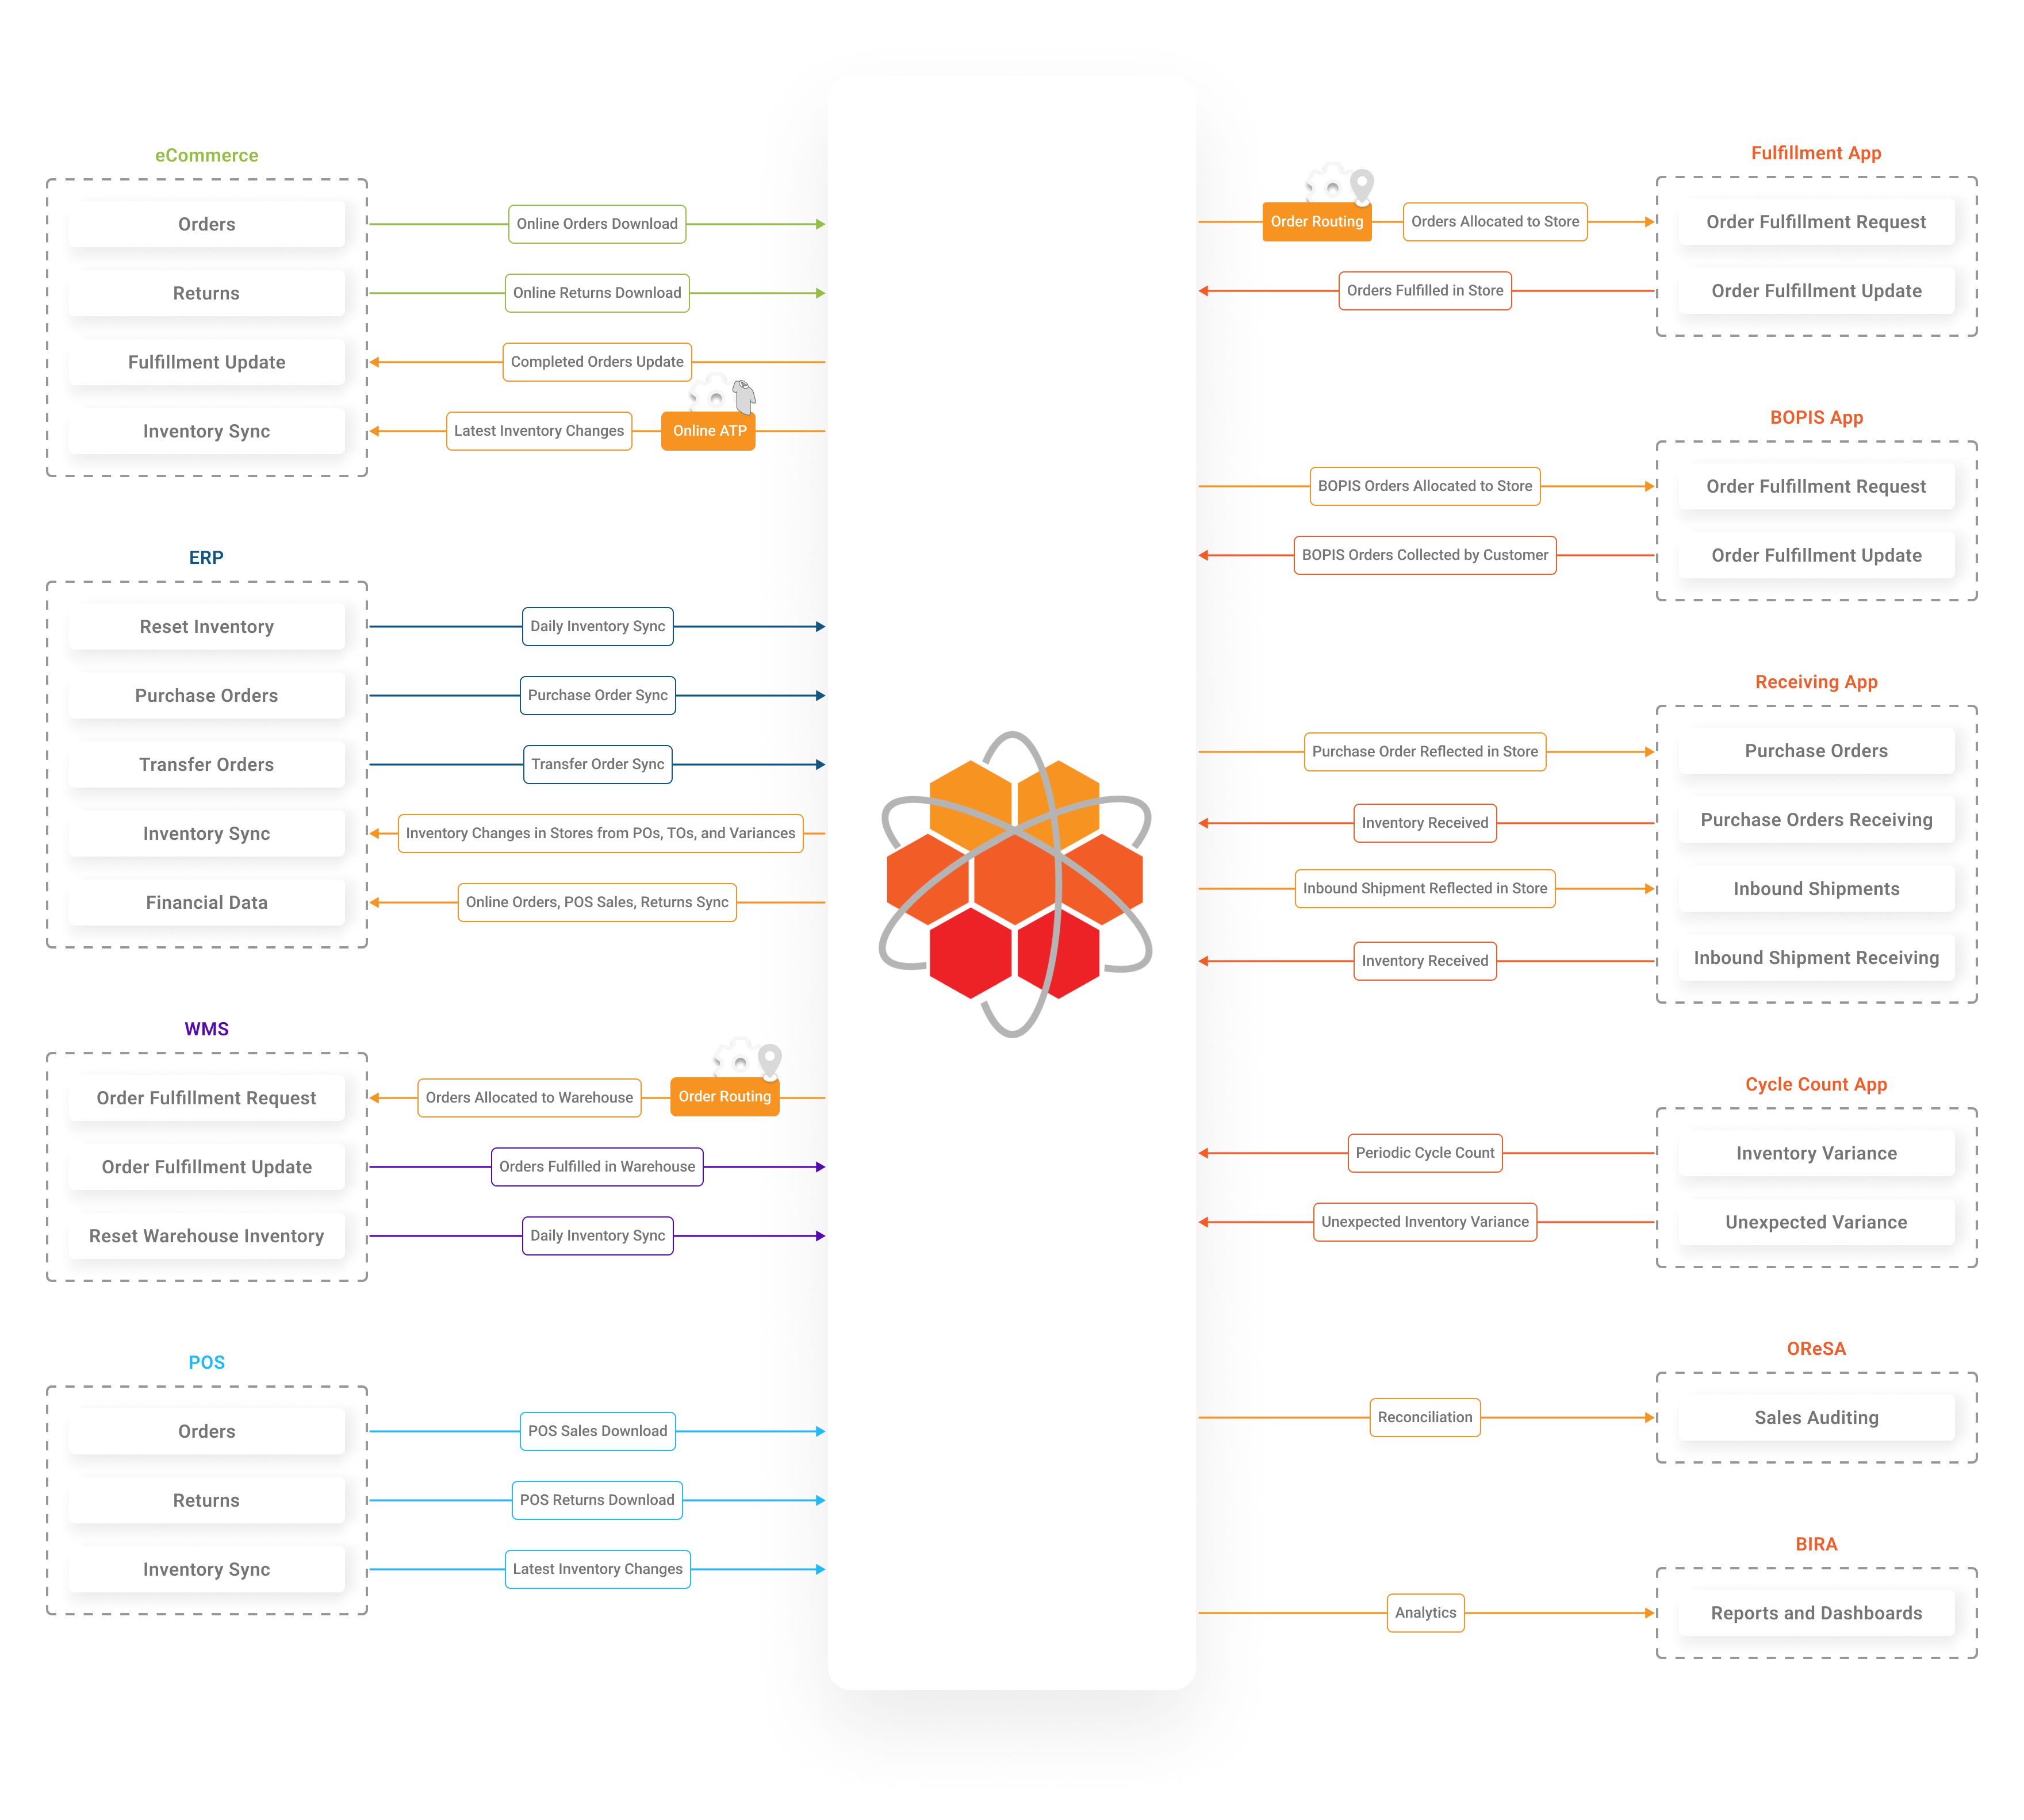 eCommerce
Orders
Online Orders Download
Returns
Online Returns Download
Fulfillment Update
Completed Orders Update
Inventory Sync
Latest Inventory Changes
Online ATP
ERP
Reset Inventory
Daily Inventory Sync
Purchase Orders
Purchase Order Sync
Transfer Orders
Transfer Order Sync
Inventory Sync
Inventory Changes in Stores from POs, TOs, and Variances
Financial Data
Online Orders, POS Sales, Returns Sync
WMS
Order Fulfillment Request
Orders Allocated to Warehouse
Order Routing
Order Fulfillment Update
Orders Fulfilled in Warehouse
Reset Warehouse Inventory
Daily Inventory Sync
POS
Orders
POS Sales Download
Returns
POS Returns Download
Inventory Sync
Latest Inventory Changes
Fulfillment App
Order Routing
Orders Allocated to Store
Order Fulfillment Request
Orders Fulfilled in Store
Order Fulfillment Update
BOPIS App
BOPIS Orders Allocated to Store
Order Fulfillment Request
BOPIS Orders Collected by Customer
Order Fulfillment Update
Receiving App
Purchase Order Reflected in Store
Purchase Orders
Inventory Received
Purchase Orders Receiving
Inbound Shipment Reflected in Store
Inbound Shipments
Inventory Received
Inbound Shipment Receiving
Cycle Count App
Periodic Cycle Count
Inventory Variance
Unexpected Inventory Variance
Unexpected Variance
OReSA
Reconciliation
Sales Auditing
BIRA
Analytics
Reports and Dashboards